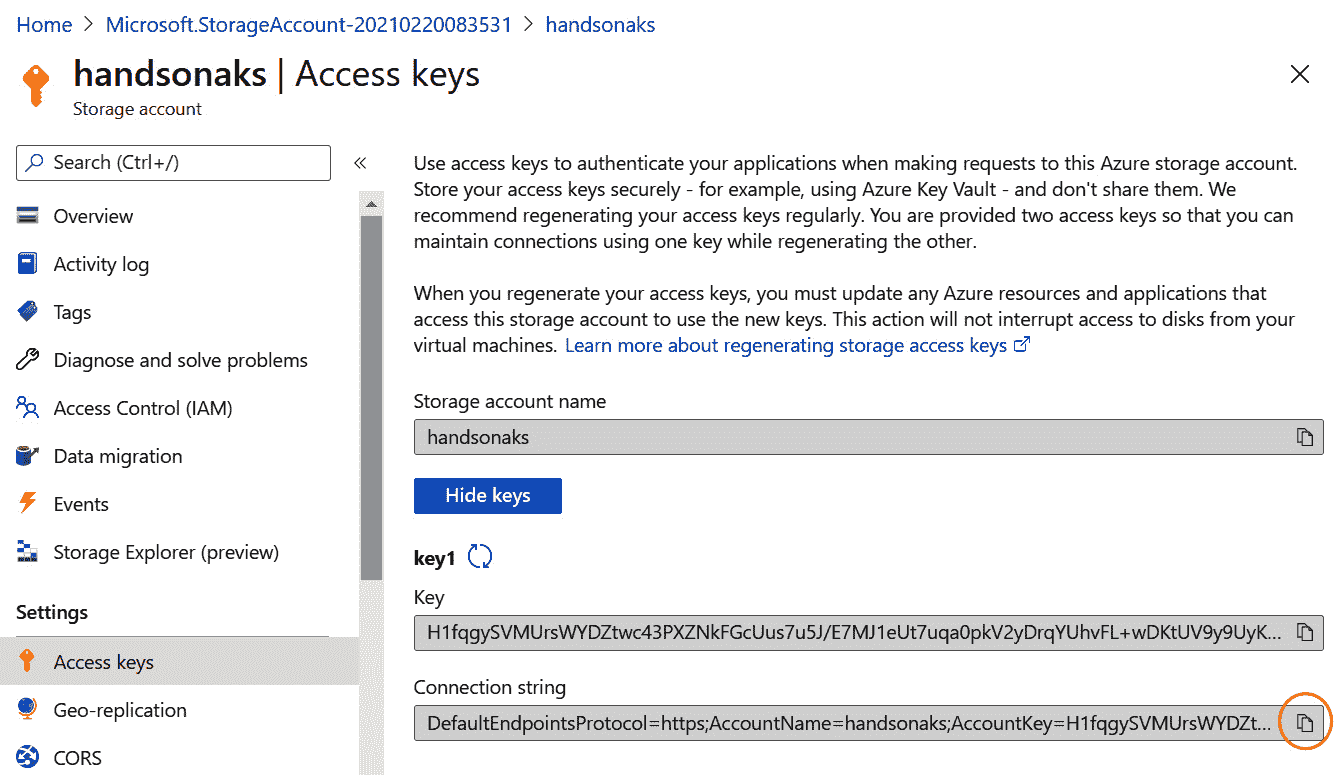 Home > Microsoft.StorageAccount-20210220083531 > handsonaks
handsonaks | Access keys
Storage account
Search (Ctrl+/)
Overview
Activity log
Tags
Diagnose and solve problems
Access Control (IAM)
Data migration
Events
Storage Explorer (preview)
Settings
Access keys
Geo-replication
CORS
Use access keys to authenticate your applications when making requests to this Azure storage account.
Store your access keys securely - for example, using Azure Key Vault - and don't share them. We
recommend regenerating your access keys regularly. You are provided two access keys so that you can
maintain connections using one key while regenerating the other.
When you regenerate your access keys, you must update any Azure resources and applications that
access this storage account to use the new keys. This action will not interrupt access to disks from your
virtual machines. Learn more about regenerating storage access keys
Storage account name
handsonaks
Hide keys
key1
Key
H1fqgySVMUrsWYDZtwc43PXZNkFGcUus7u5J/E7MJ1eUt7uqa0pkV2yDrqYUhvFL+wDKtUV9y9UyK...
Connection string
DefaultEndpointsProtocol=https;AccountName=handsonaks;AccountKey=H1fqgySVMUrsWYDZt...